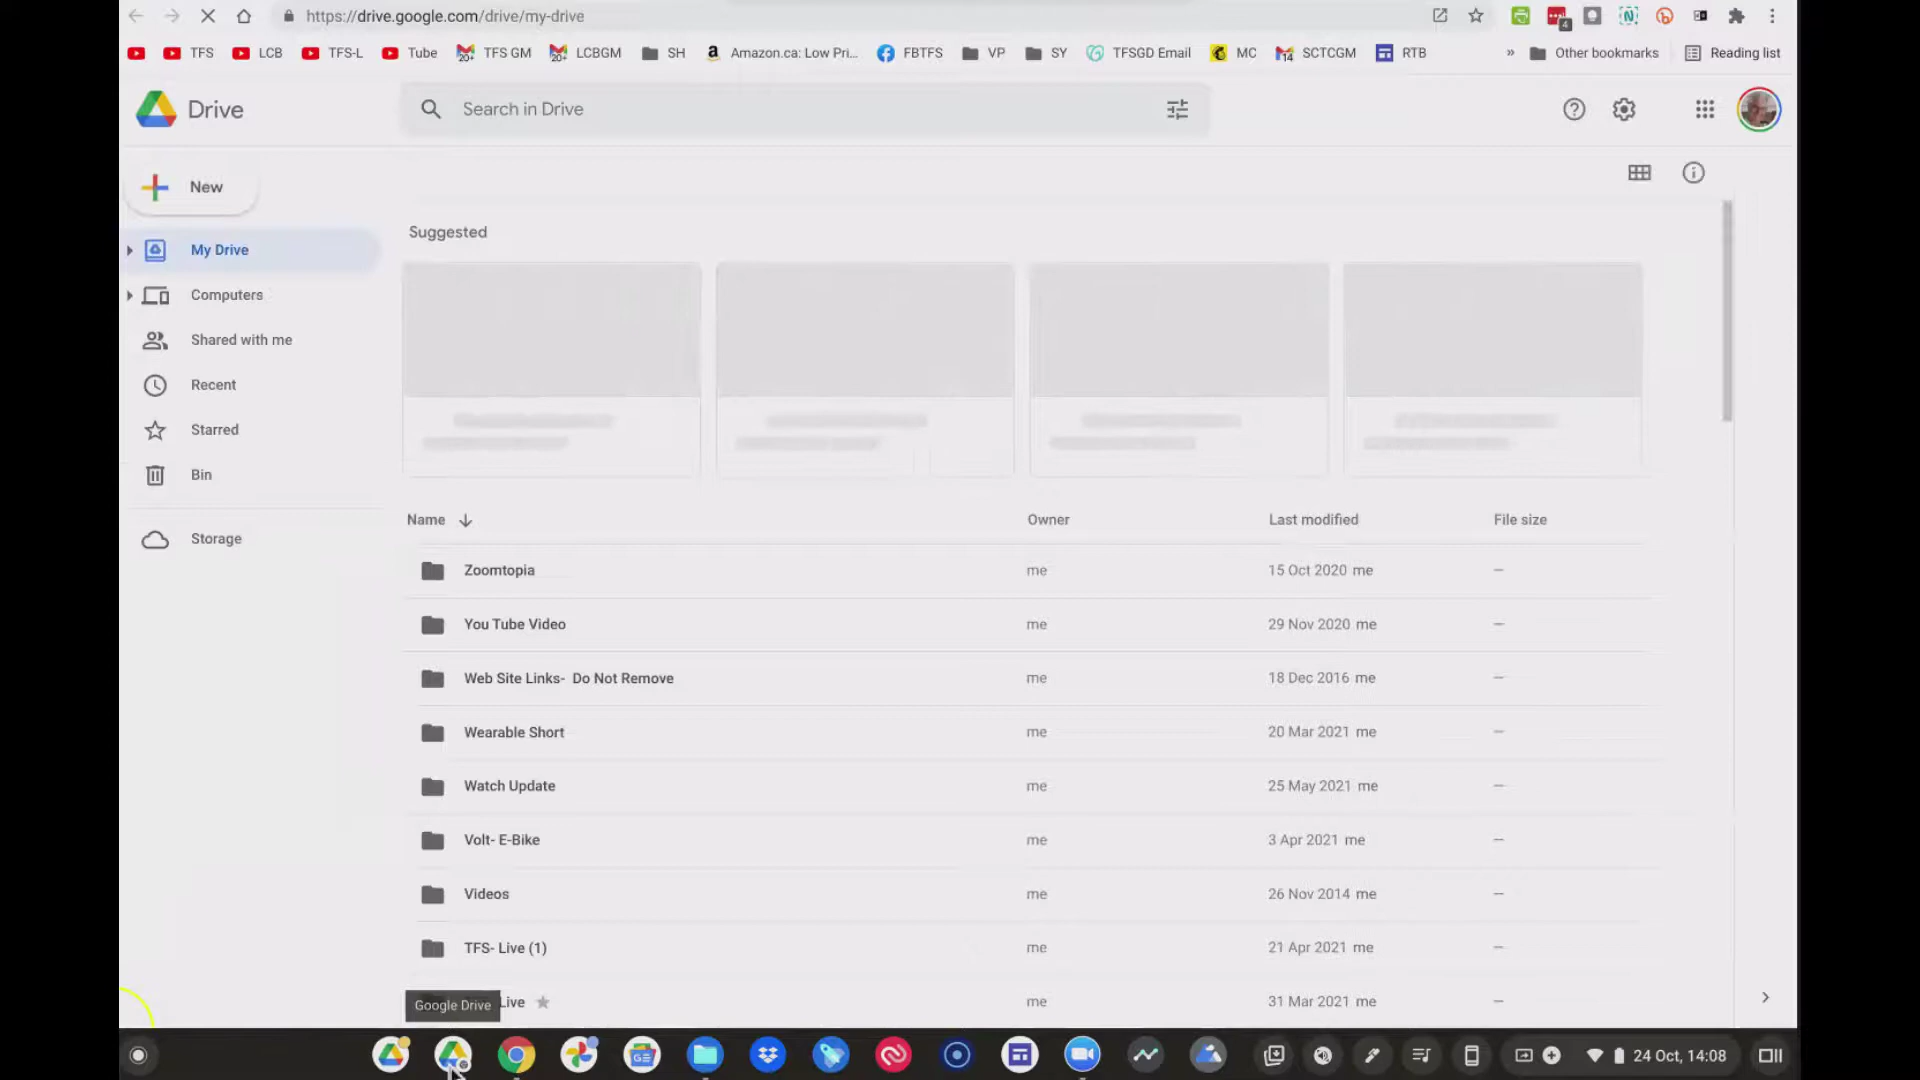 https://drive.google.com/drive/my-drive
4
TFS LCB TFS-L Tube 20+ TFS GM 20+ LCBGM SH a Amazon.ca: Low Pri... FBTFS VP SY TFSGD Email MC 14 SCTCGM RTB » Other bookmarks Reading list
Drive Search in Drive
New
My Drive
Computers
Shared with me
Recent
Starred
Bin
Storage
Suggested
Name Owner Last modified File size
Zoomtopia me 15 Oct 2020 me —
You Tube Video me 29 Nov 2020 me —
Web Site Links- Do Not Remove me 18 Dec 2016 me —
Wearable Short me 20 Mar 2021 me —
Watch Update me 25 May 2021 me —
Volt- E-Bike me 3 Apr 2021 me —
Videos me 26 Nov 2014 me —
TFS- Live (1) me 21 Apr 2021 me —
Live me 31 Mar 2021 me —
Google Drive
24 Oct, 14:08